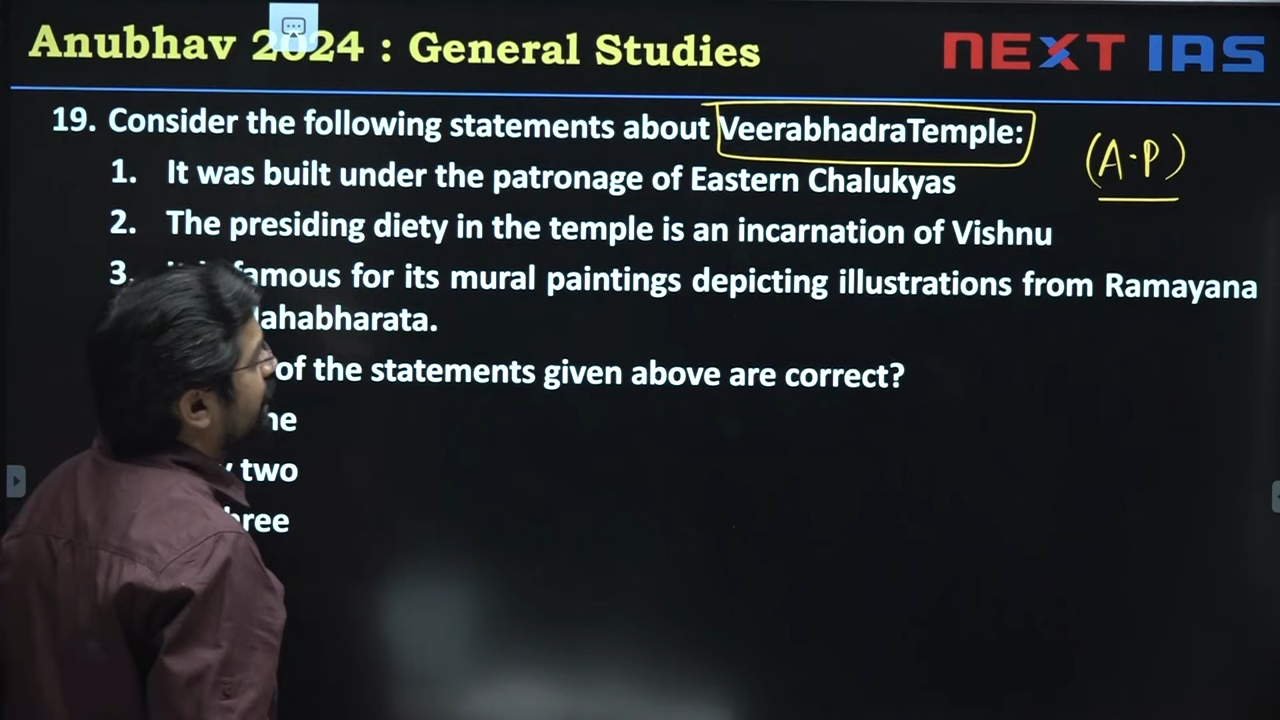 Anubhav 2024 : General Studies
NEXT IAS
19. Consider the following statements about VeerabhadraTemple:
(A.P)
1. It was built under the patronage of Eastern Chalukyas
2. The presiding diety in the temple is an incarnation of Vishnu
3. famous for its mural paintings depicting illustrations from Ramayana
of the statements given above are correct?
two